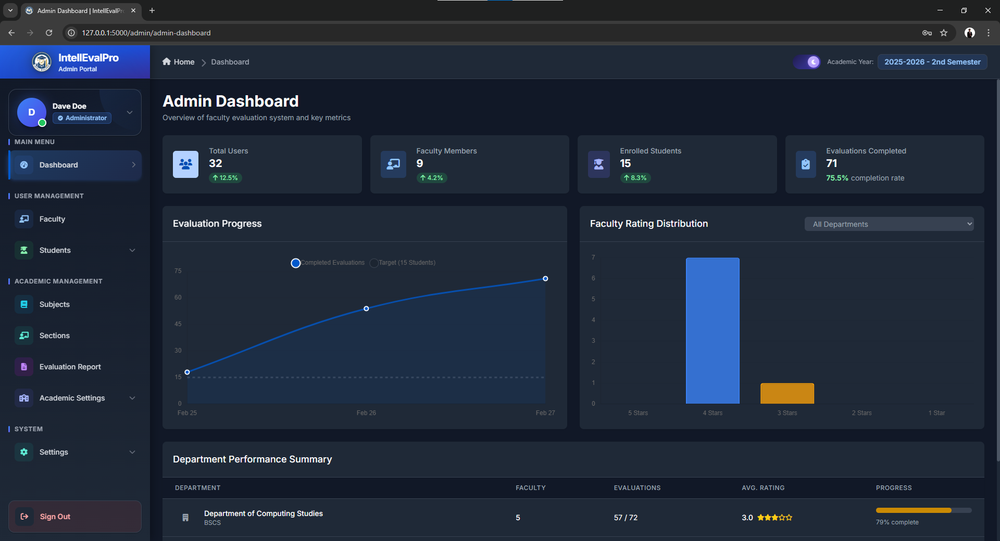 Admin Dashboard | IntellEvalPro
127.0.0.1:5000/admin/admin-dashboard
IntellEvalPro
Admin Portal
Home
Dashboard
Academic Year:
2025-2026 - 2nd Semester
D
Dave Doe
Administrator
MAIN MENU
Dashboard
USER MANAGEMENT
Faculty
Students
ACADEMIC MANAGEMENT
Subjects
Sections
Evaluation Report
Academic Settings
SYSTEM
Settings
Sign Out
Admin Dashboard
Overview of faculty evaluation system and key metrics
Total Users
32
12.5%
Faculty Members
9
4.2%
Enrolled Students
15
8.3%
Evaluations Completed
71
75.5% completion rate
Evaluation Progress
Completed Evaluations
Target (15 Students)
75
60
45
30
15
0
Feb 25
Feb 26
Feb 27
Faculty Rating Distribution
All Departments
7
6
5
4
3
2
1
0
5 Stars
4 Stars
3 Stars
2 Stars
1 Star
Department Performance Summary
DEPARTMENT
FACULTY
EVALUATIONS
AVG. RATING
PROGRESS
Department of Computing Studies
BSCS
5
57 / 72
3.0
79% complete